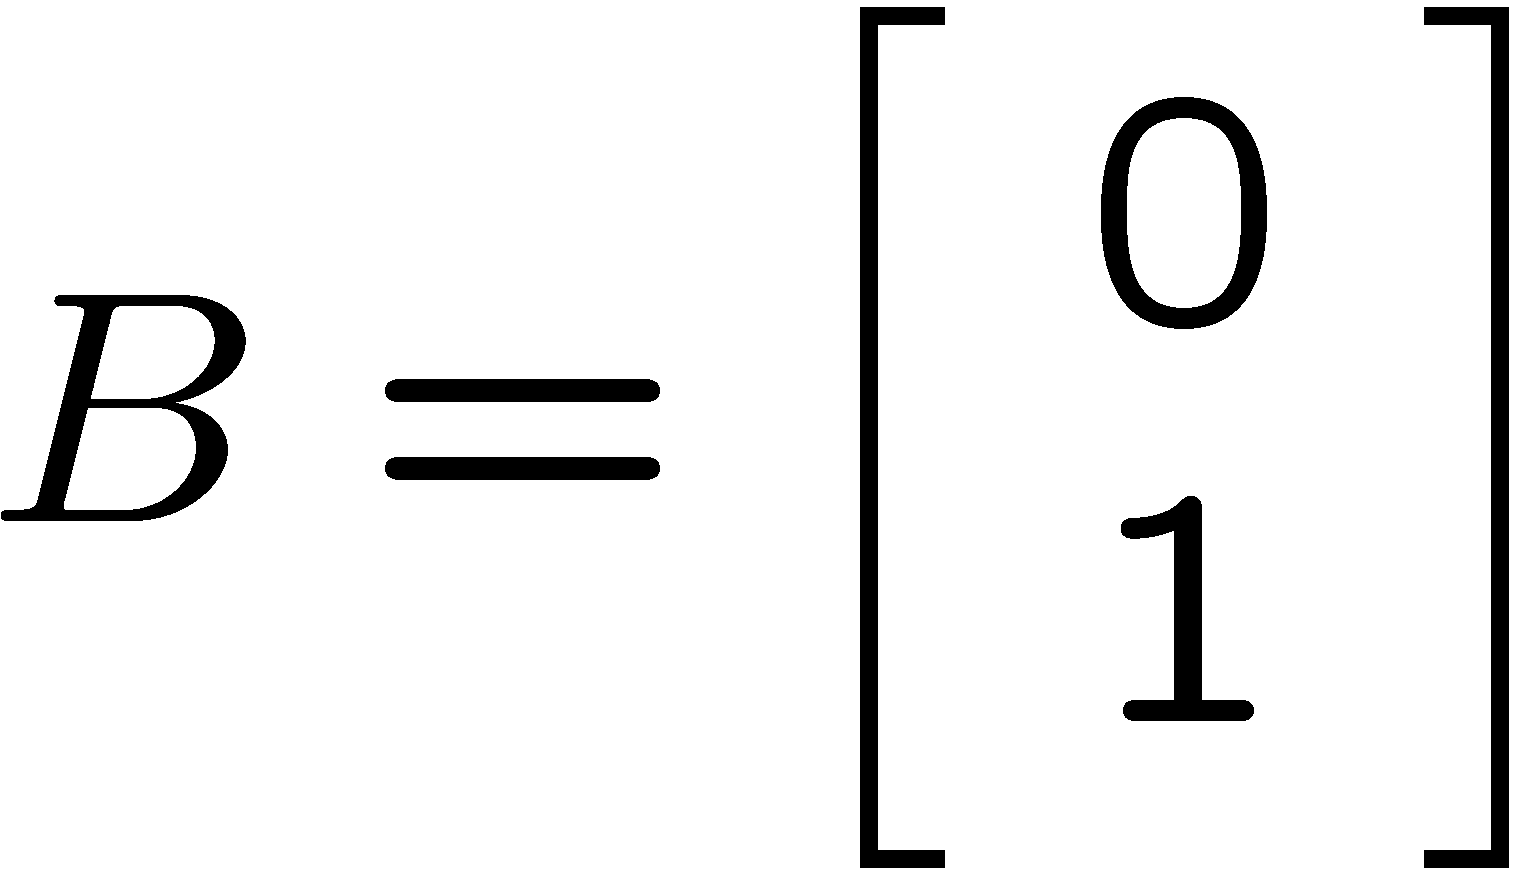 B = [ 0
1 ]